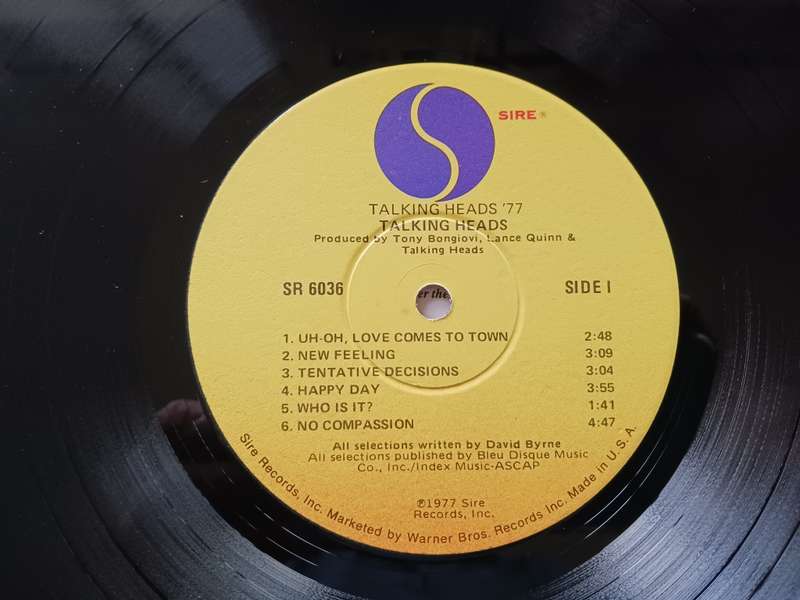 SIRE®
TALKING HEADS '77
TALKING HEADS
Produced by Tony Bongiovi, Lance Quinn &
Talking Heads
SR 6036
er the
SIDE I
1. UH-OH, LOVE COMES TO TOWN 2:48
2. NEW FEELING 3:09
3. TENTATIVE DECISIONS 3:04
4. HAPPY DAY 3:55
5. WHO IS IT? 1:41
6. NO COMPASSION 4:47
All selections written by David Byrne
All selections published by Bleu Disque Music
Co., Inc./Index Music-ASCAP
℗1977 Sire
Records, Inc.
Sire Records, Inc. Marketed by Warner Bros. Records Inc. Made in U.S.A.